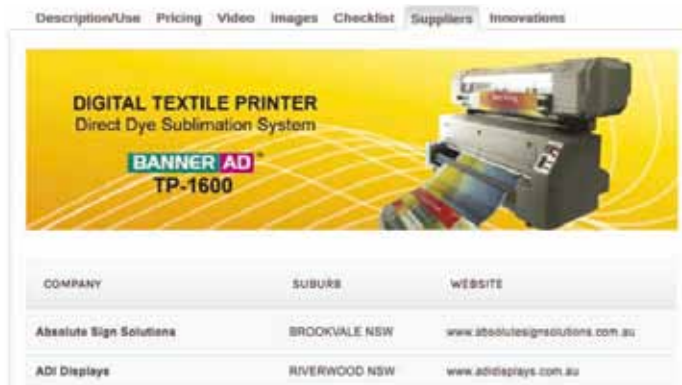 Description/Use Pricing Video Images Checklist Suppliers Innovations
DIGITAL TEXTILE PRINTER
Direct Dye Sublimation System
BANNER AD
TP-1600
COMPANY SUBURB WEBSITE
Absolute Sign Solutions BROOKVALE NSW www.absolutesignsolutions.com.au
ADI Displays RIVERWOOD NSW www.adidisplays.com.au